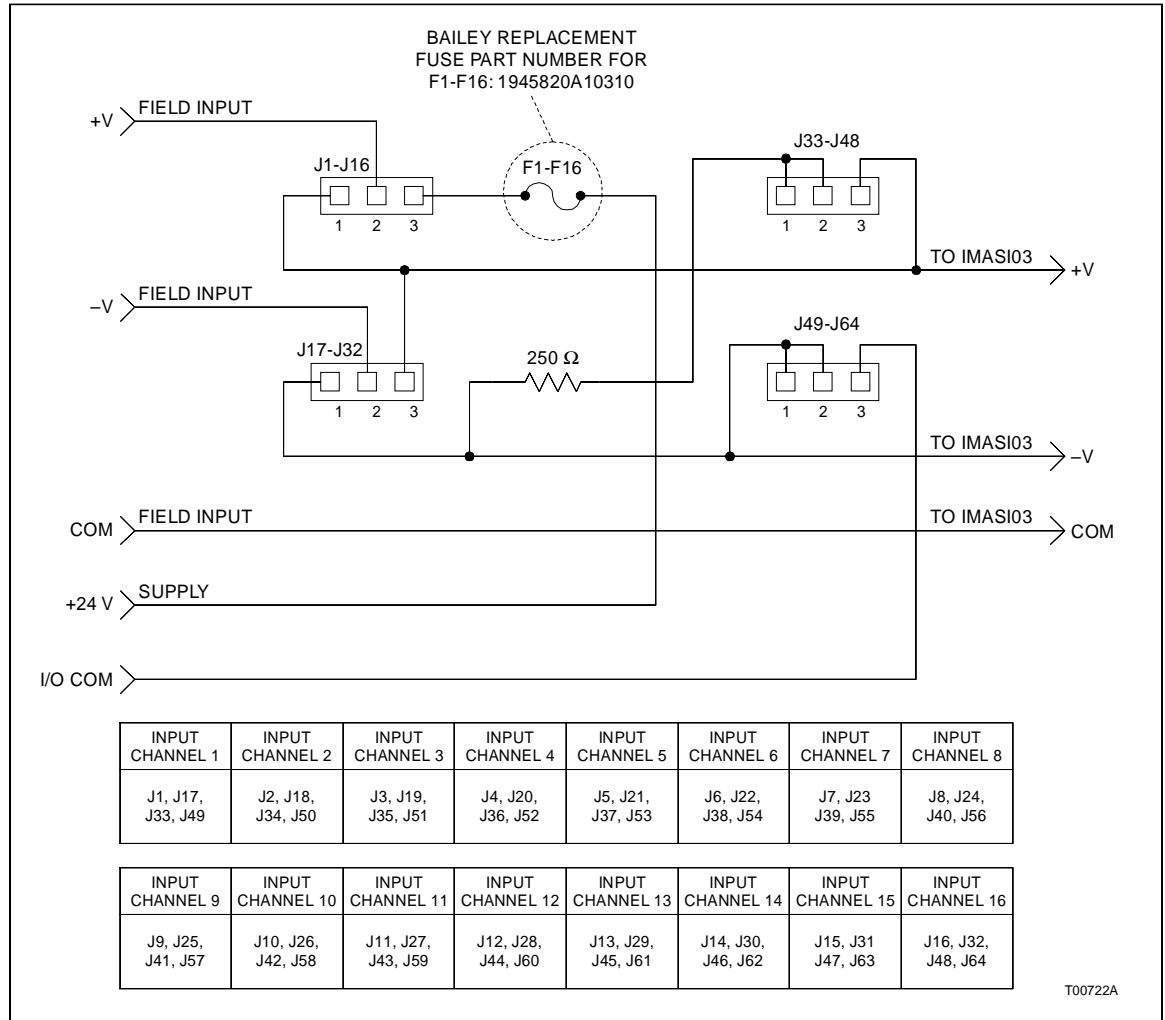 BAILEY REPLACEMENT
FUSE PART NUMBER FOR
F1-F16: 1945820A10310
+V FIELD INPUT
J1-J16
1 2 3
F1-F16
J33-J48
1 2 3
TO IMASI03 +V
–V FIELD INPUT
J17-J32
1 2 3
250 Ω
J49-J64
1 2 3
TO IMASI03 –V
COM FIELD INPUT TO IMASI03 COM
+24 V SUPPLY
I/O COM
INPUT INPUT INPUT INPUT INPUT INPUT INPUT INPUT
CHANNEL 1 CHANNEL 2 CHANNEL 3 CHANNEL 4 CHANNEL 5 CHANNEL 6 CHANNEL 7 CHANNEL 8
J1, J17, J2, J18, J3, J19, J4, J20, J5, J21, J6, J22, J7, J23 J8, J24,
J33, J49 J34, J50 J35, J51 J36, J52 J37, J53 J38, J54 J39, J55 J40, J56
INPUT INPUT INPUT INPUT INPUT INPUT INPUT INPUT
CHANNEL 9 CHANNEL 10 CHANNEL 11 CHANNEL 12 CHANNEL 13 CHANNEL 14 CHANNEL 15 CHANNEL 16
J9, J25, J10, J26, J11, J27, J12, J28, J13, J29, J14, J30, J15, J31 J16, J32,
J41, J57 J42, J58 J43, J59 J44, J60 J45, J61 J46, J62 J47, J63 J48, J64
T00722A